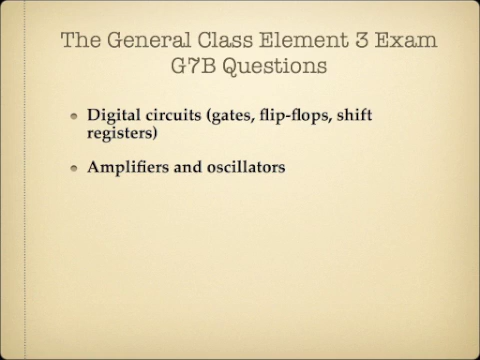 The General Class Element 3 Exam
G7B Questions
Digital circuits (gates, flip-flops, shift
registers)
Amplifiers and oscillators